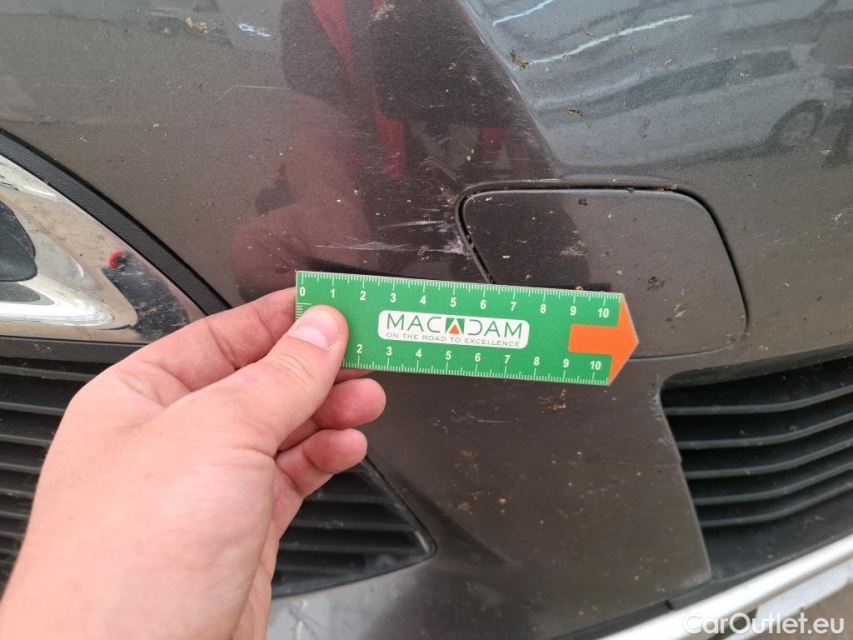 0 1 2 3 4 5 6 7 8 9 10
MACADAM
ON THE ROAD TO EXCELLENCE
2 3 4 5 6 7 8 9 10
CarOutlet.eu